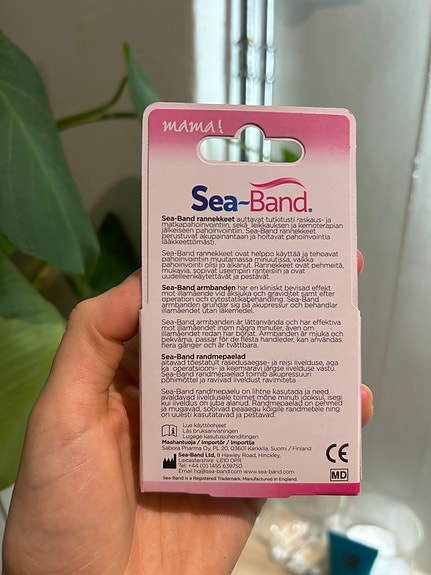 mama!
Sea-Band®
Sea-Band rannekkeet auttavat tutkitusti raskaus- ja
matkapahoinvointiin, sekä leikkauksen ja kemoterapian
jälkeiseen pahoinvointiin. Sea-Band rannekkeet
perustuvat akupainantaan ja hoitavat pahoinvointia
lääkkeettömästi.
Sea-Band rannekkeet ovat helppo käyttää ja tehoavat
pahoinvointiin muutamassa minuutissa, vaikka
pahoinvointi olisi jo alkanut. Rannekkeet ovat pehmeitä,
mukavia, sopivat useimpiin ranteisiin ja ovat
uudelleenkäytettäviä ja pestävät.
Sea-Band armbanden har en kliniskt bevisad effekt
mot illamående vid åksjuka och graviditet samt efter
operation och cytostatikabehandling. Sea-Band
armbanden grundar sig på akupressur och behandlar
illamåendet utan läkemedel.
Sea-Band armbanden är lättanvända och har effektiva
mot illamåendet inom några minuter, även om
illamåendet redan har börjat. Armbanden är mjuka och
bekväma, passar för de flesta handleder, kan användas
flera gånger och är tvättbara.
Sea-Band randmepaelad
aitavad tõestatult rasedusaegse- ja reisi iivelduse, aga
ka operatsiooni- ja keemiaravi järgse iivelduse vastu.
Sea-Band randmepaelad toimib akupressuuri
põhimõttel ja ravivad iiveldust ravimiteta
Sea-Band randmepaelu on lihtne kasutada ja need
avaldavad iiveldusele toimet mõne minuti jooksul, isegi
kui iiveldus on juba alanud. Randmepaelad on pehmed
ja mugavad, sobivad peaaegu kõigile randmetele ning
on uuesti kasutatavad ja pestavad.
Lue käyttöohjeet
Läs bruksanvisningen
Lugege kasutusjuhenditingen
Maahantuoja / Importör / Importija
Sabora Pharma Oy, PL 20, 03601 Karkkila, Suomi / Finland
Sea-Band Ltd, 8 Hawley Road, Hinckley,
Leicestershire LE10 0PR
Tel: +44 (0) 1455 639750
Email hq@sea-band.com www.sea-band.com
Sea-Band is a Registered Trademark. Manufactured in England.
CE
MD